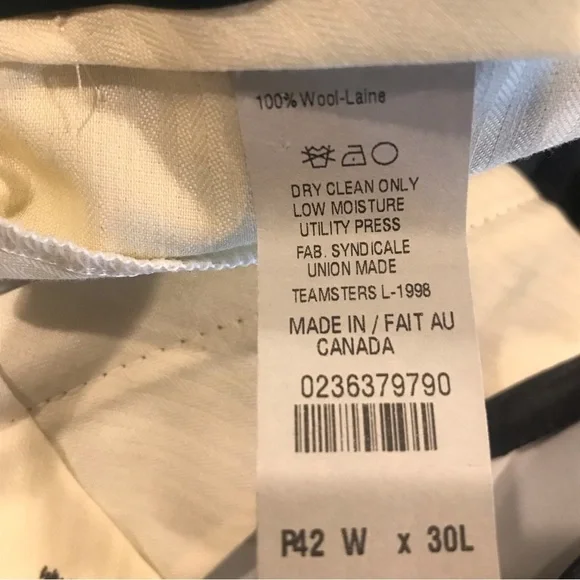 100% Wool-Laine
DRY CLEAN ONLY
LOW MOISTURE
UTILITY PRESS
FAB. SYNDICALE
UNION MADE
TEAMSTERS L-1998
MADE IN / FAIT AU
CANADA
0236379790
P42 W x 30L